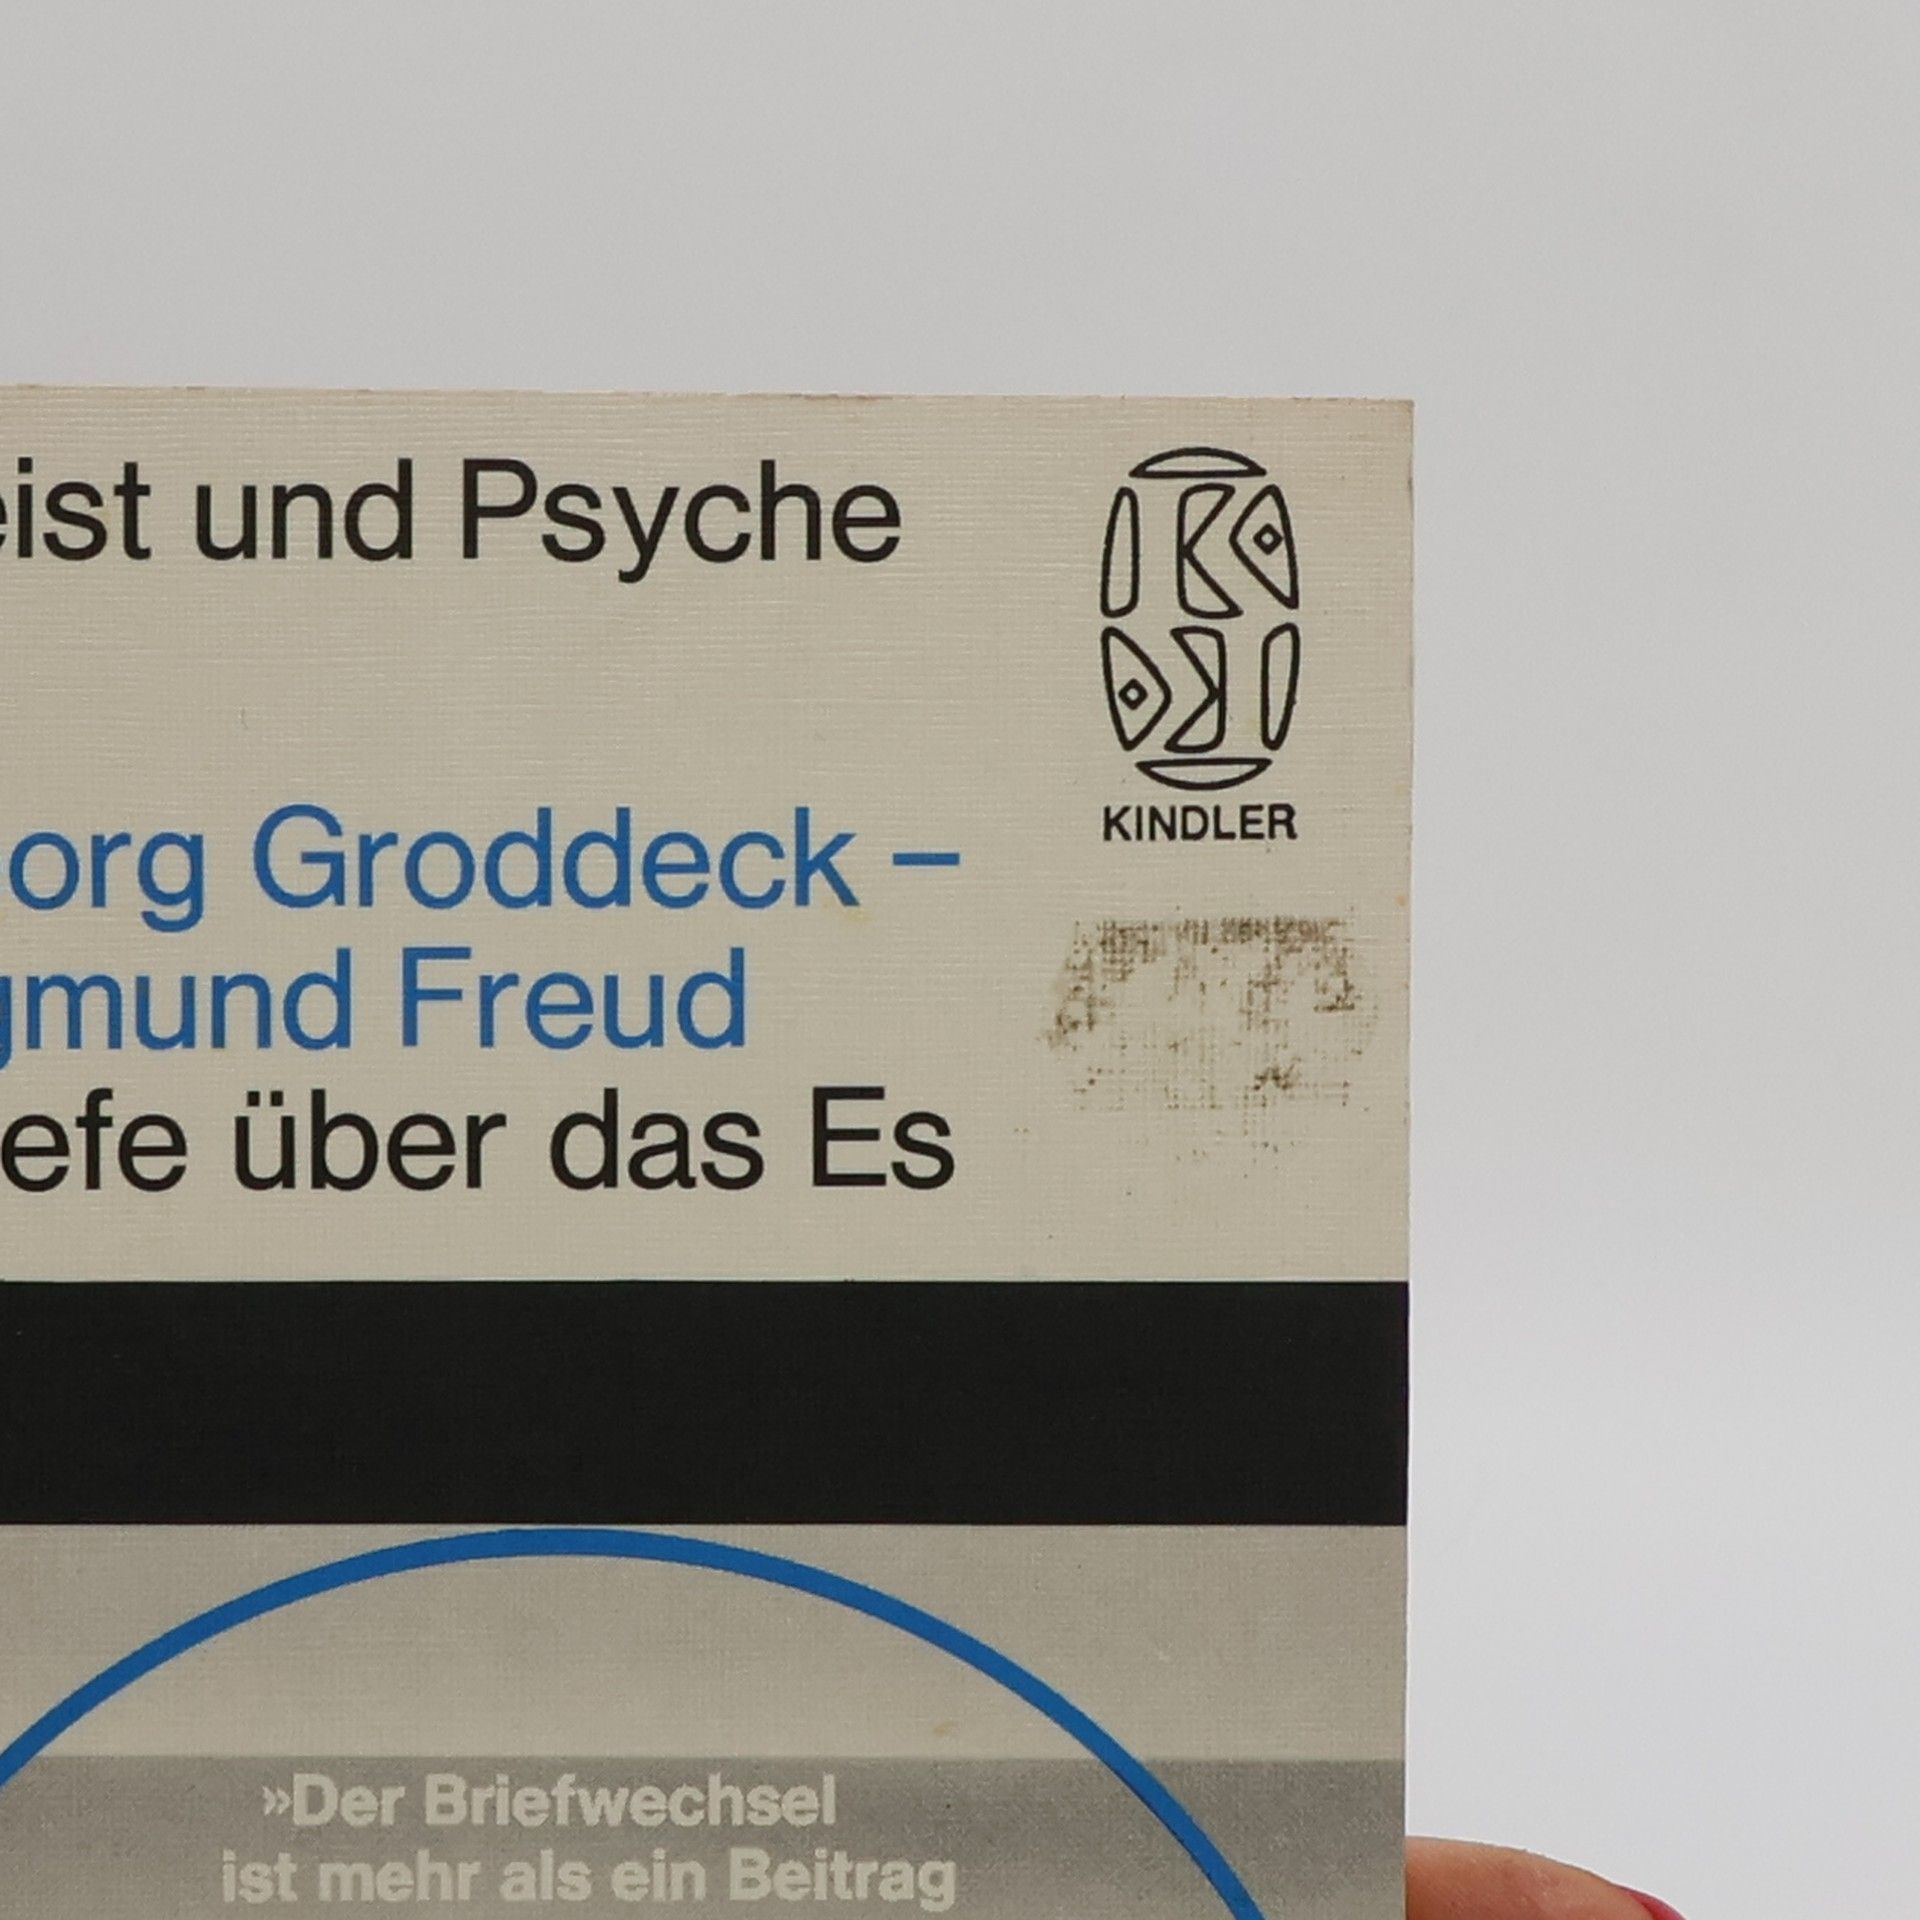 eist und Psyche
KINDLER
org Groddeck –
gmund Freud
efe über das Es
»Der Briefwechsel
ist mehr als ein Beitrag